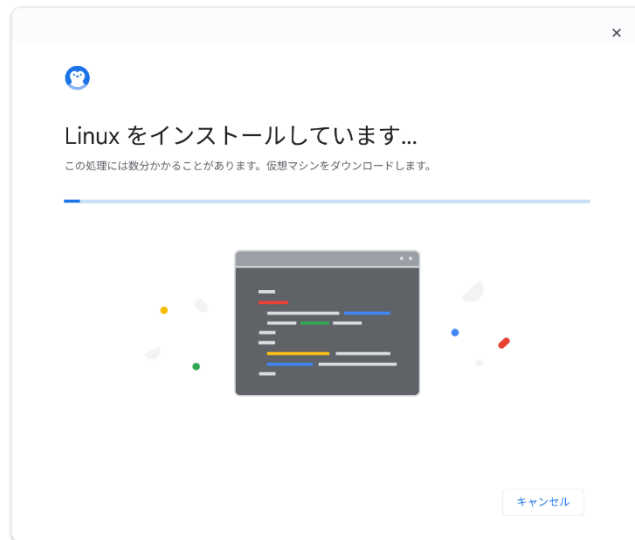 Linux をインストールしています...
この処理には数分かかることがあります。仮想マシンをダウンロードします。
キャンセル